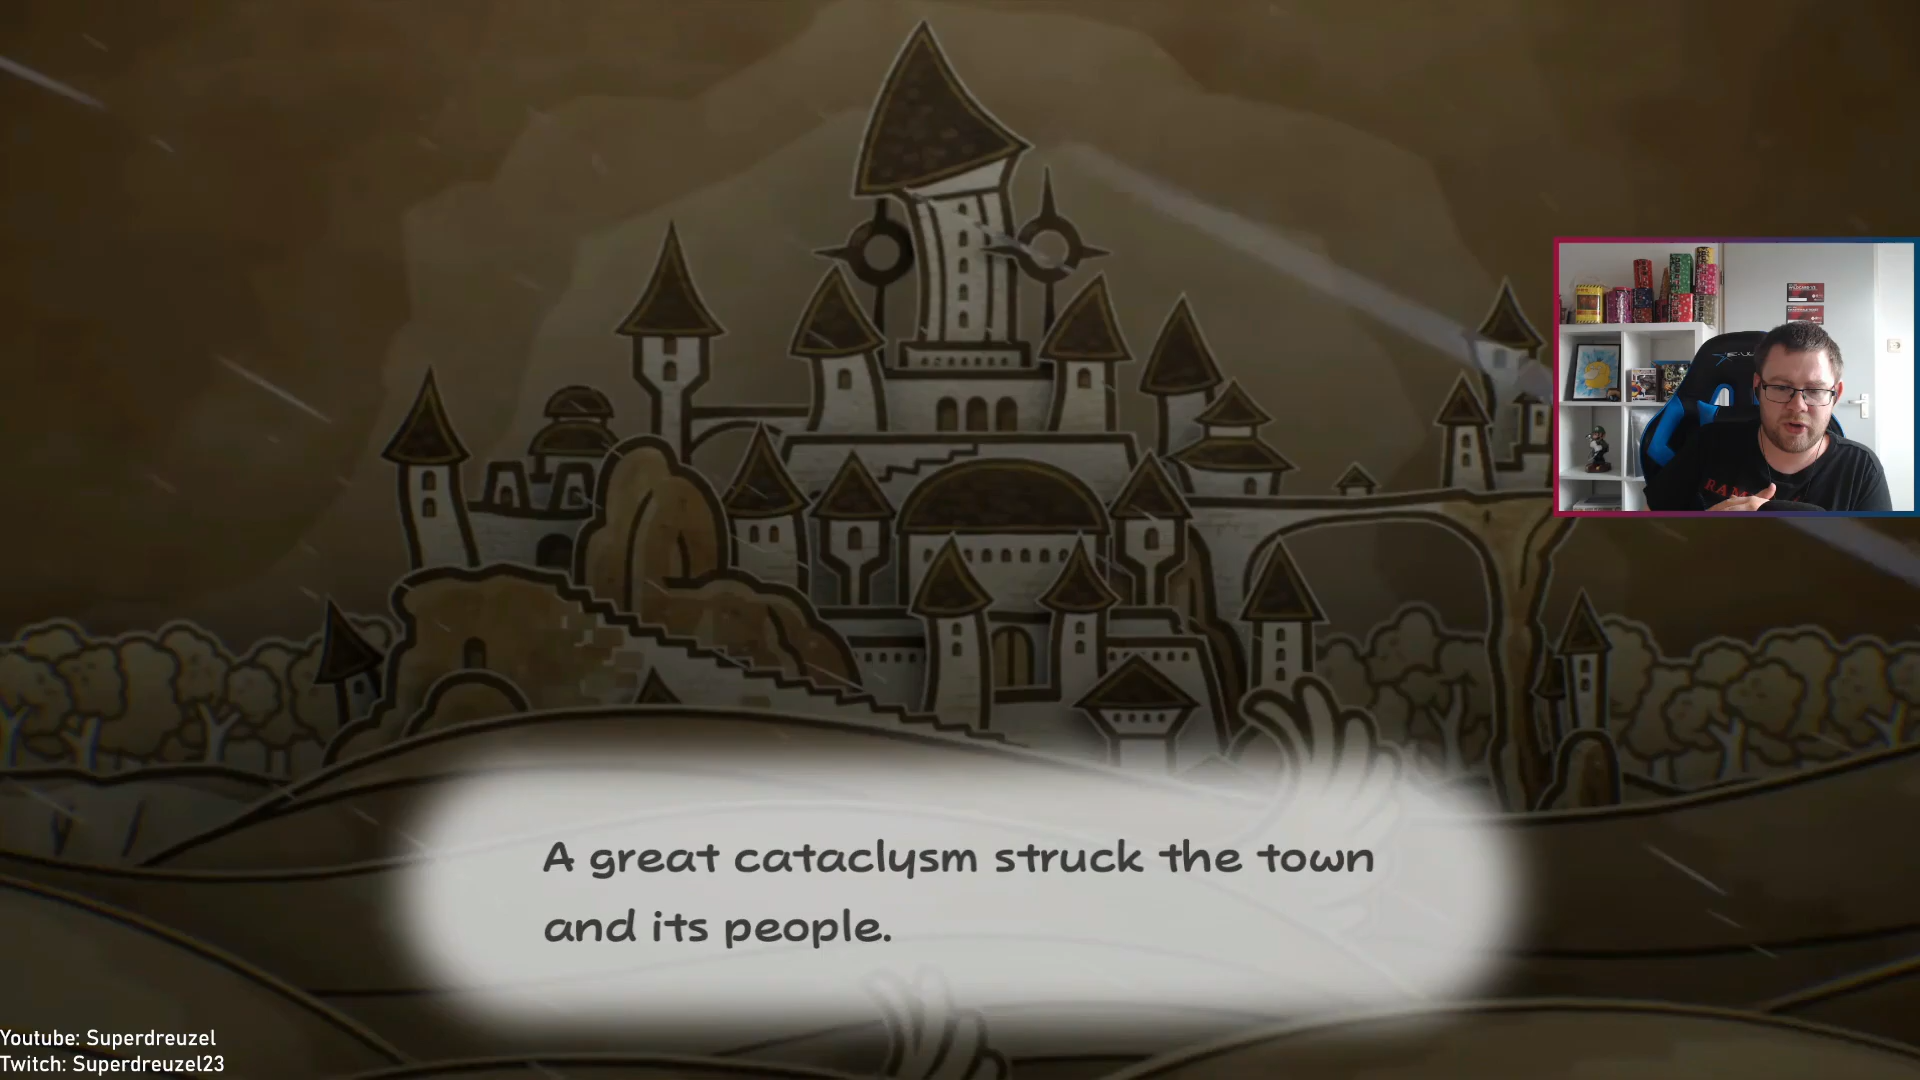 A great cataclysm struck the town
and its people.
Youtube: Superdreuzel
Twitch: Superdreuzel23